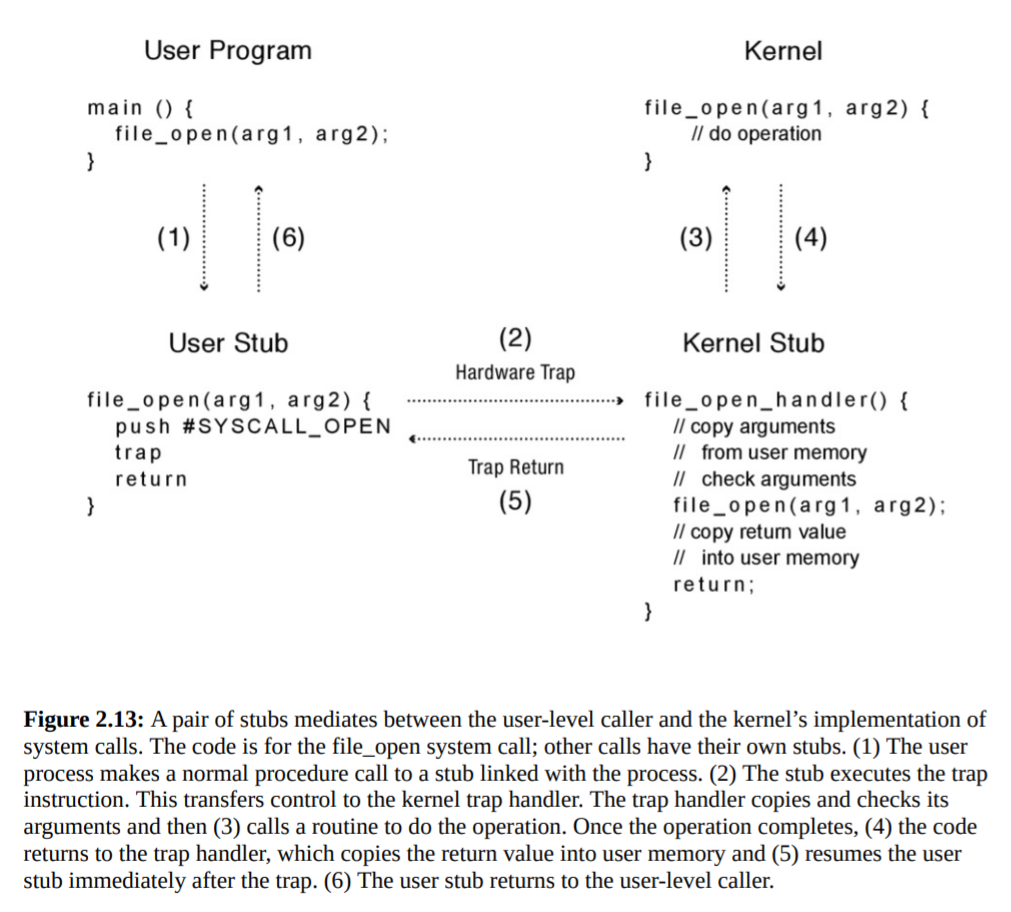 User Program
main () {
file_open(arg1, arg2);
}
(1)
(6)
Kernel
file_open(arg1, arg2) {
// do operation
}
(3)
(4)
User Stub
file_open(arg1, arg2) {
push #SYSCALL_OPEN
trap
return
}
(2)
Hardware Trap
Trap Return
(5)
Kernel Stub
file_open_handler() {
// copy arguments
// from user memory
// check arguments
file_open(arg1, arg2);
// copy return value
// into user memory
return;
}
Figure 2.13: A pair of stubs mediates between the user-level caller and the kernel’s implementation of
system calls. The code is for the file_open system call; other calls have their own stubs. (1) The user
process makes a normal procedure call to a stub linked with the process. (2) The stub executes the trap
instruction. This transfers control to the kernel trap handler. The trap handler copies and checks its
arguments and then (3) calls a routine to do the operation. Once the operation completes, (4) the code
returns to the trap handler, which copies the return value into user memory and (5) resumes the user
stub immediately after the trap. (6) The user stub returns to the user-level caller.